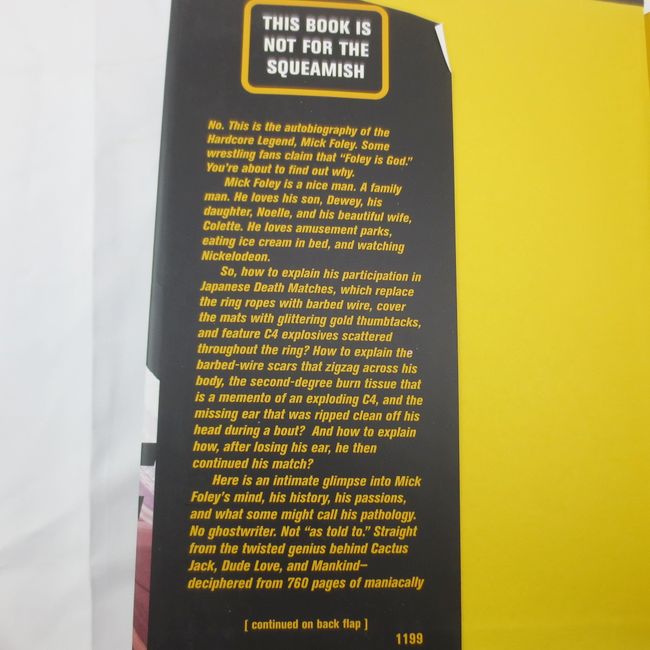 THIS BOOK IS
NOT FOR THE
SQUEAMISH
No. This is the autobiography of the
Hardcore Legend, Mick Foley. Some
wrestling fans claim that “Foley is God.”
You’re about to find out why.
Mick Foley is a nice man. A family
man. He loves his son, Dewey, his
daughter, Noelle, and his beautiful wife,
Colette. He loves amusement parks,
eating ice cream in bed, and watching
Nickelodeon.
So, how to explain his participation in
Japanese Death Matches, which replace
the ring ropes with barbed wire, cover
the mats with glittering gold thumbtacks,
and feature C4 explosives scattered
throughout the ring? How to explain the
barbed-wire scars that zigzag across his
body, the second-degree burn tissue that
is a memento of an exploding C4, and the
missing ear that was ripped clean off his
head during a bout? And how to explain
how, after losing his ear, he then
continued his match?
Here is an intimate glimpse into Mick
Foley’s mind, his history, his passions,
and what some might call his pathology.
No ghostwriter. Not “as told to.” Straight
from the twisted genius behind Cactus
Jack, Dude Love, and Mankind—
deciphered from 760 pages of maniacally
[ continued on back flap ]
1199